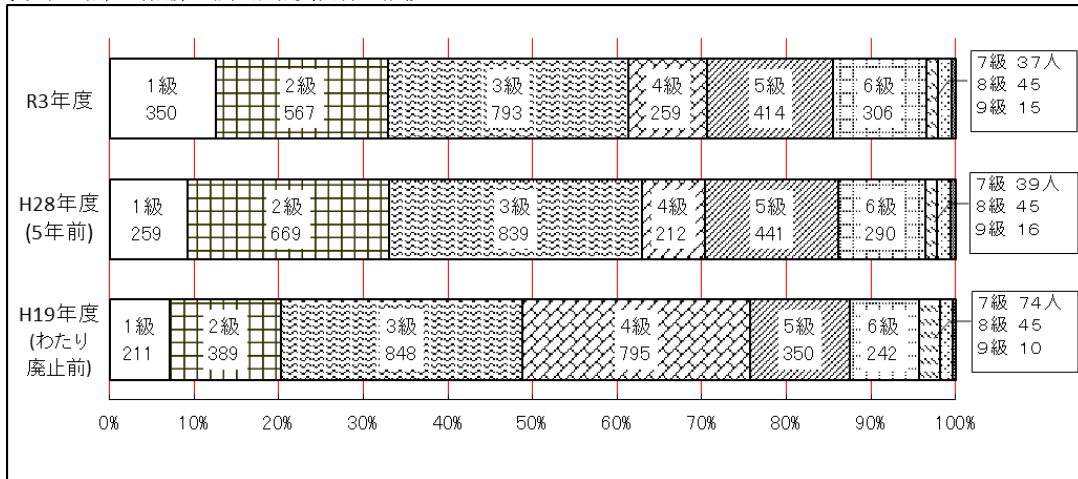 R3年度
1級
350
2級
567
3級
793
4級
259
5級
414
6級
306
7級 37人
8級 45
9級 15
H28年度
(5年前)
1級
259
2級
669
3級
839
4級
212
5級
441
6級
290
7級 39人
8級 45
9級 16
H19年度
(わたり
廃止前)
1級
211
2級
389
3級
848
4級
795
5級
350
6級
242
7級 74人
8級 45
9級 10
0% 10% 20% 30% 40% 50% 60% 70% 80% 90% 100%